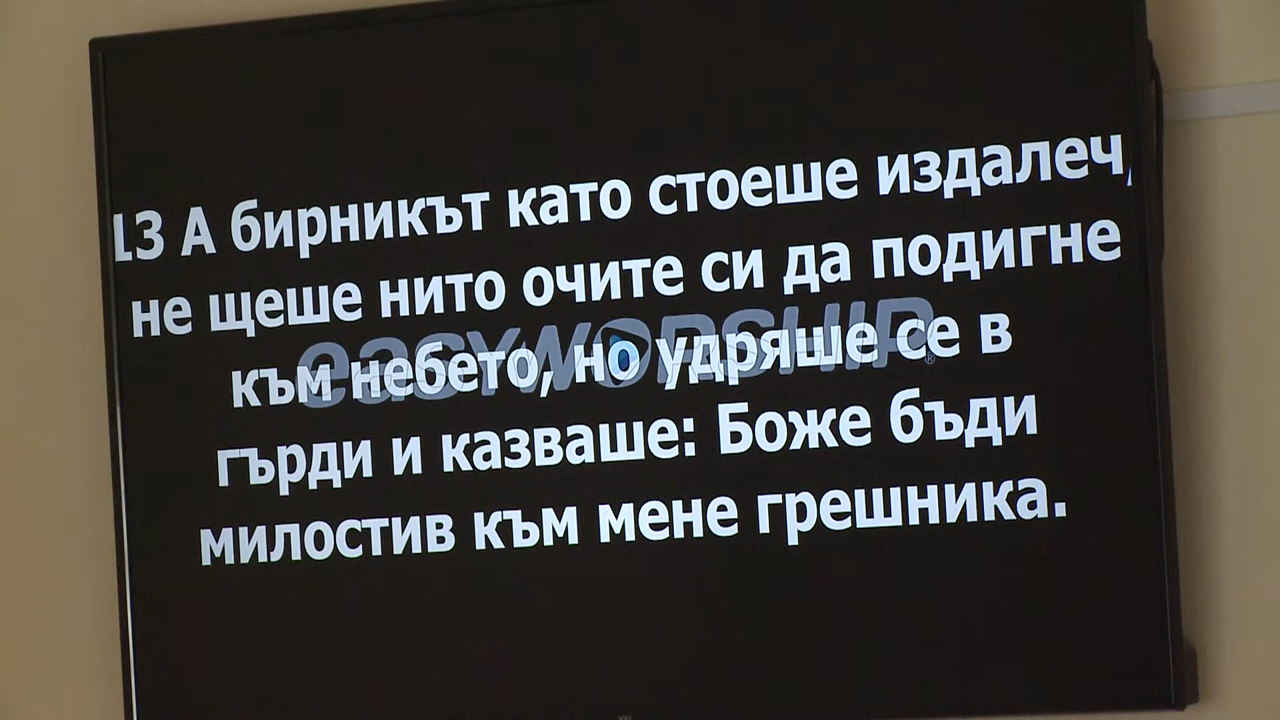 13 А бирникът като стоеше издалеч,
не щеше нито очите си да подигне
към небето, но удряше се в
easyworship®
гърди и казваше: Боже бъди
милостив към мене грешника.